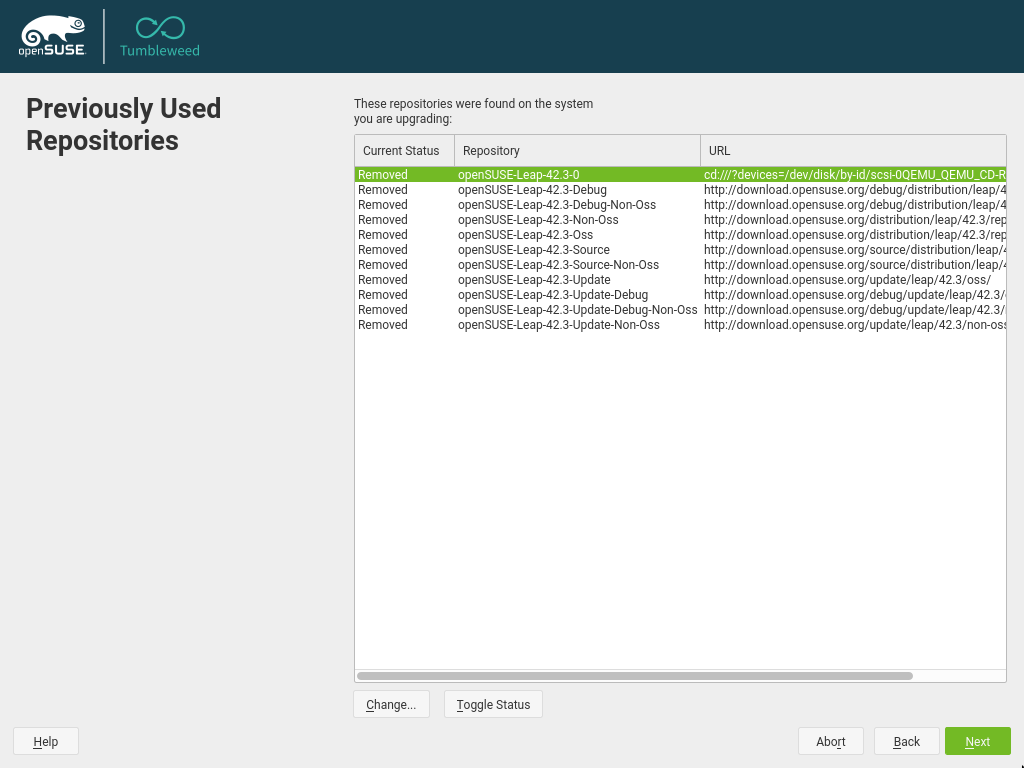 openSUSE
Tumbleweed
Previously Used
Repositories
These repositories were found on the system
you are upgrading:
Current Status Repository URL
Removed openSUSE-Leap-42.3-0 cd:///?devices=/dev/disk/by-id/scsi-0QEMU_QEMU_CD-R
Removed openSUSE-Leap-42.3-Debug http://download.opensuse.org/debug/distribution/leap/4
Removed openSUSE-Leap-42.3-Debug-Non-Oss http://download.opensuse.org/debug/distribution/leap/4
Removed openSUSE-Leap-42.3-Non-Oss http://download.opensuse.org/distribution/leap/42.3/rep
Removed openSUSE-Leap-42.3-Oss http://download.opensuse.org/distribution/leap/42.3/rep
Removed openSUSE-Leap-42.3-Source http://download.opensuse.org/source/distribution/leap/4
Removed openSUSE-Leap-42.3-Source-Non-Oss http://download.opensuse.org/source/distribution/leap/4
Removed openSUSE-Leap-42.3-Update http://download.opensuse.org/update/leap/42.3/oss/
Removed openSUSE-Leap-42.3-Update-Debug http://download.opensuse.org/debug/update/leap/42.3/
Removed openSUSE-Leap-42.3-Update-Debug-Non-Oss http://download.opensuse.org/debug/update/leap/42.3/
Removed openSUSE-Leap-42.3-Update-Non-Oss http://download.opensuse.org/update/leap/42.3/non-oss
Change... Toggle Status
Help Abort Back Next